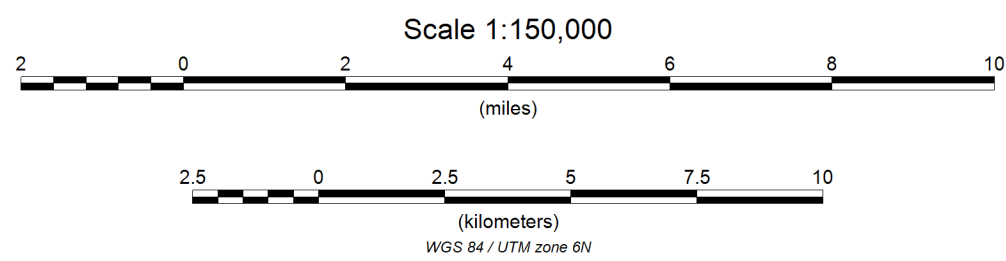 Scale 1:150,000
2 0 2 4 6 8 10
(miles)
2.5 0 2.5 5 7.5 10
(kilometers)
WGS 84 / UTM zone 6N